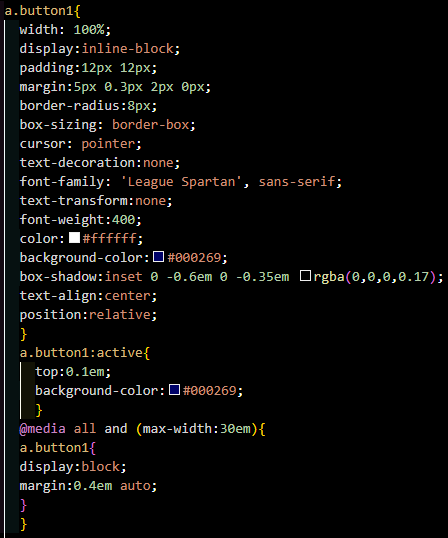 a.button1{
width: 100%;
display:inline-block;
padding:12px 12px;
margin:5px 0.3px 2px 0px;
border-radius:8px;
box-sizing: border-box;
cursor: pointer;
text-decoration:none;
font-family: 'League Spartan', sans-serif;
text-transform:none;
font-weight:400;
color:#ffffff;
background-color:#000269;
box-shadow:inset 0 -0.6em 0 -0.35em rgba(0,0,0,0.17);
text-align:center;
position:relative;
}
a.button1:active{
top:0.1em;
background-color:#000269;
}
@media all and (max-width:30em){
a.button1{
display:block;
margin:0.4em auto;
}
}